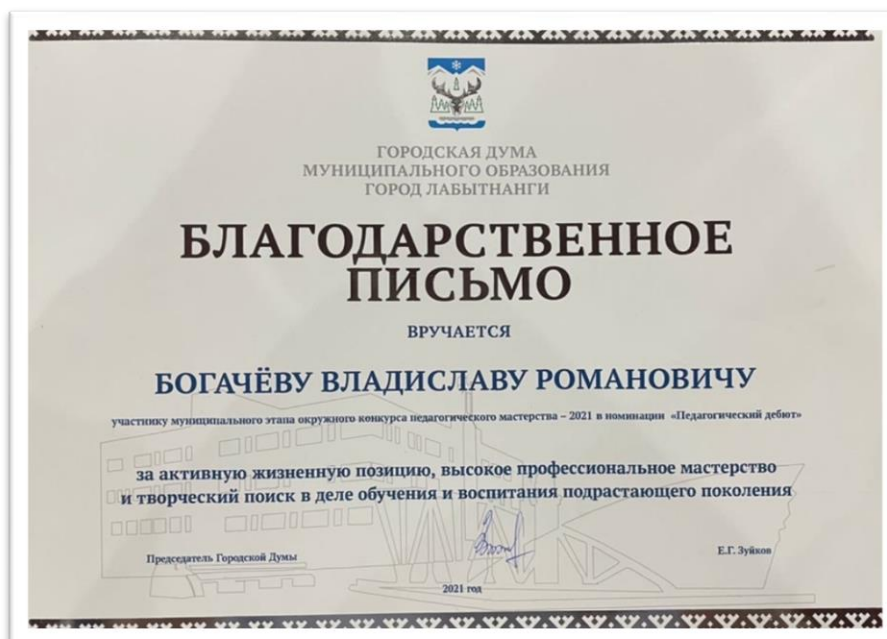 ГОРОДСКАЯ ДУМА
МУНИЦИПАЛЬНОГО ОБРАЗОВАНИЯ
ГОРОД ЛАБЫТНАНГИ
БЛАГОДАРСТВЕННОЕ
ПИСЬМО
ВРУЧАЕТСЯ
БОГАЧЁВУ ВЛАДИСЛАВУ РОМАНОВИЧУ
участнику муниципального этапа окружного конкурса педагогического мастерства – 2021 в номинации «Педагогический дебют»
за активную жизненную позицию, высокое профессиональное мастерство
и творческий поиск в деле обучения и воспитания подрастающего поколения
Председатель Городской Думы Е.Г. Зуйков
2021 год